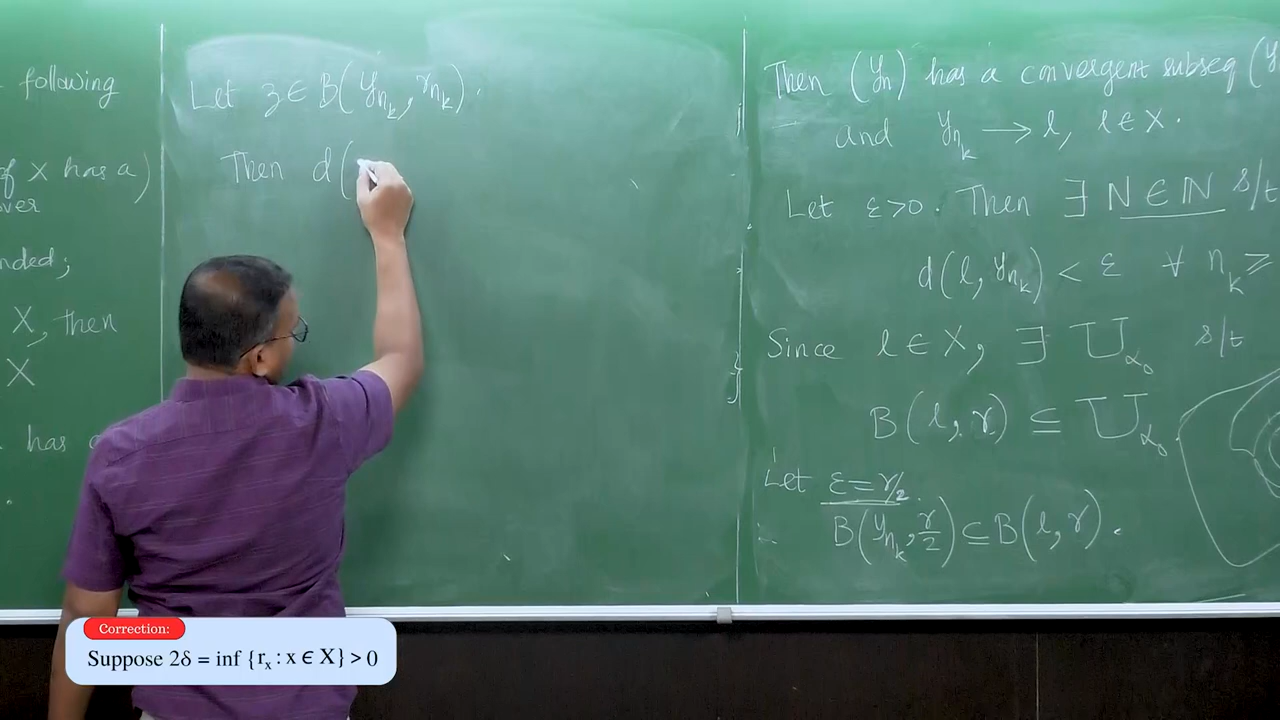 following
of X has a)
ver
nded;
X, then
X
has
Let z ∈ B(y_{n_k}, r_{n_k}).
Then d(
Then (y_n) has a convergent subseq (y
and y_{n_k} → l, l ∈ X.
Let ε>0. Then ∃ N ∈ ℕ s/t
d(l, y_{n_k}) < ε ∀ n_k ≥
Since l ∈ X, ∃ U_{α_0} s/t
B(l, r) ⊆ U_{α_0}.
Let ε = r/2.
B(y_{n_k}, r/2) ⊆ B(l, r).
Correction:
Suppose 2δ = inf {r_x : x ∈ X} > 0